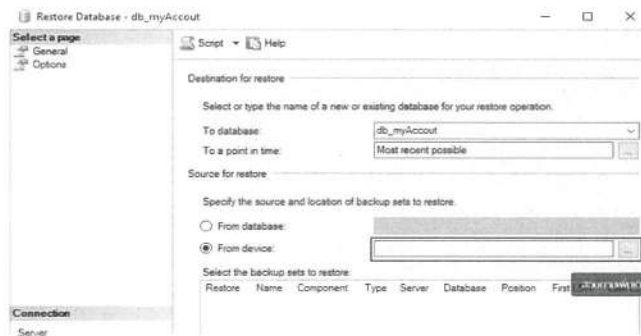 Restore Database - db_myAccout
Select a page
General
Options
Script
Help
Destination for restore
Select or type the name of a new or existing database for your restore operation.
To database:
db_myAccout
To a point in time:
Most recent possible
...
Source for restore
Specify the source and location of backup sets to restore.
From database:
From device:
...
Select the backup sets to restore:
Restore Name Component Type Server Database Position First
Connection
Server